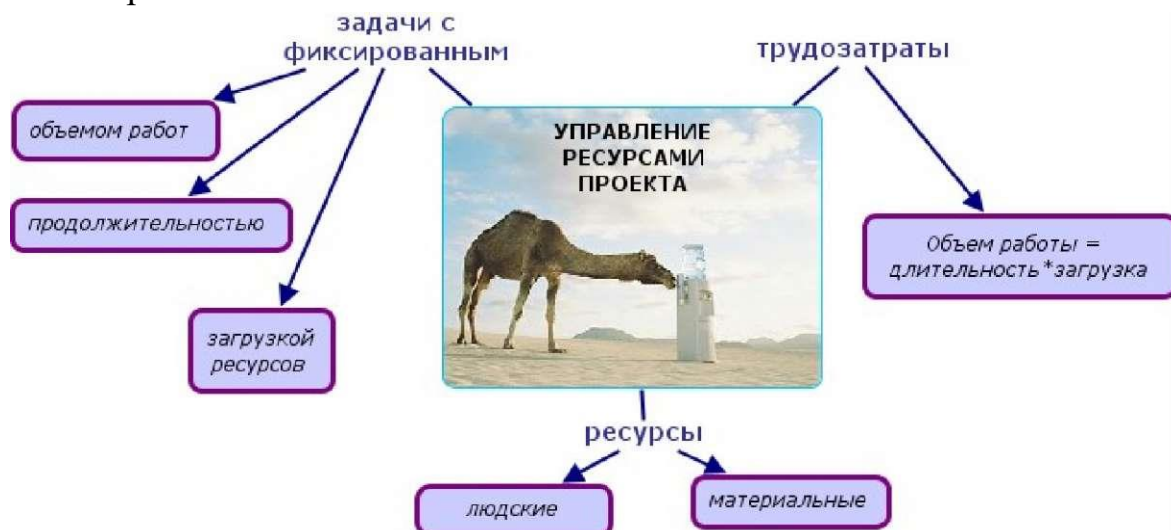 задачи с
фиксированным
трудозатраты
объемом работ
продолжительностью
загрузкой
ресурсов
УПРАВЛЕНИЕ
РЕСУРСАМИ
ПРОЕКТА
Объем работы =
длительность*загрузка
ресурсы
людские
материальные